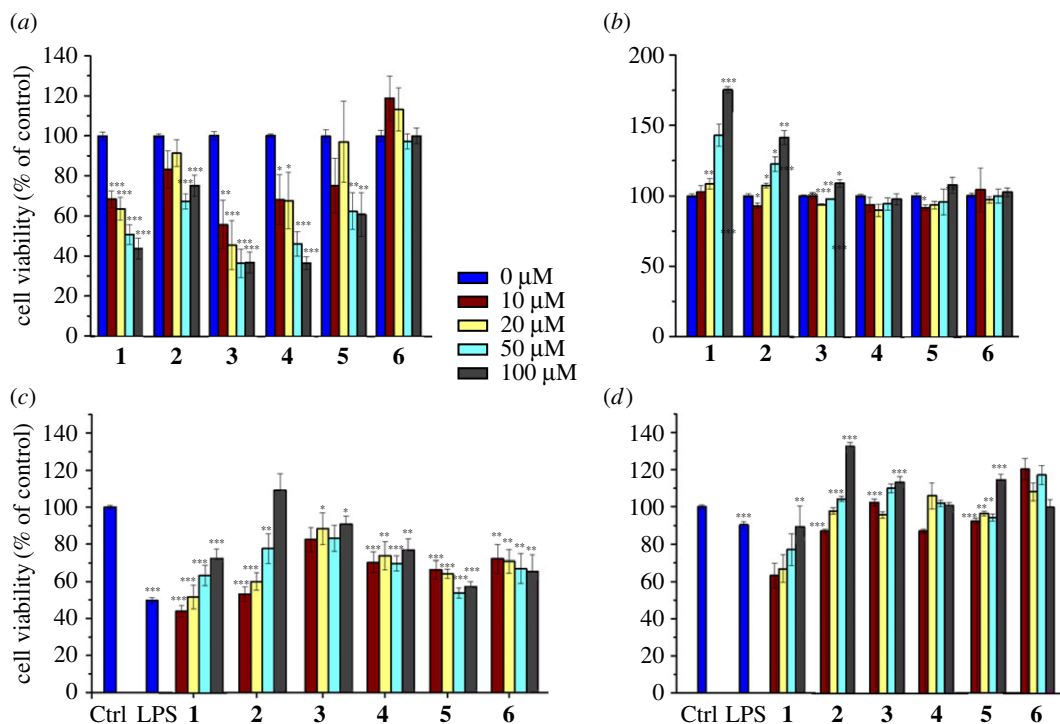 (a)
140
120
100
80
60
40
20
0
cell viability (% of control)
*** *** *** ***
*** ***
** *** *** ***
* * *** ***
** **
1 2 3 4 5 6
0 µM
10 µM
20 µM
50 µM
100 µM
(b)
200
150
100
50
0
** *** ***
* * * ** ***
*** ** * ***
*
1 2 3 4 5 6
(c)
140
120
100
80
60
40
20
0
cell viability (% of control)
***
*** *** *** ***
*** *** **
* *
*** ** *** **
*** *** *** ***
** ** ** **
Ctrl LPS 1 2 3 4 5 6
(d)
140
120
100
80
60
40
20
0
***
**
*** *** *** ***
*** ***
*** ** ** ***
Ctrl LPS 1 2 3 4 5 6